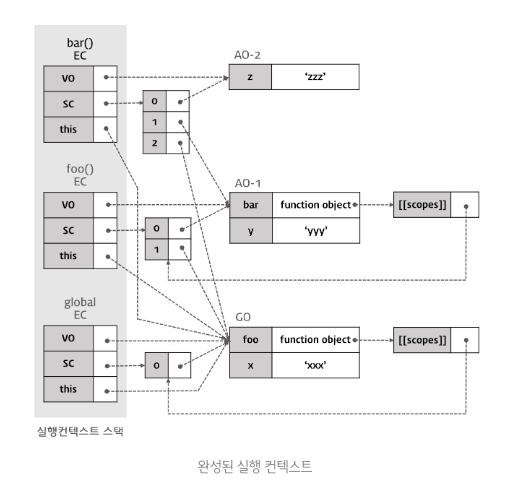 bar()
EC
VO
SC
this
0
1
2
AO-2
z ‘zzz’
foo()
EC
VO
SC
this
0
1
AO-1
bar function object
y ‘yyy’
[[scopes]]
global
EC
VO
SC
this
0
GO
foo function object
x ‘xxx’
[[scopes]]
실행컨텍스트 스택
완성된 실행 컨텍스트